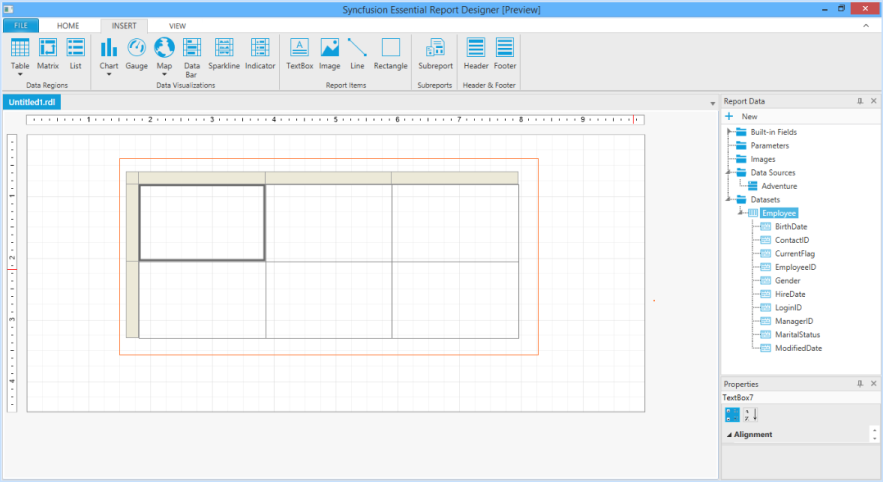 Syncfusion Essential Report Designer [Preview]
FILE HOME INSERT VIEW
Table Matrix List Chart Gauge Map Data Bar Sparkline Indicator TextBox Image Line Rectangle Subreport Header Footer
Data Regions Data Visualizations Report Items Subreports Header & Footer
Untitled1.rdl
1 2 3 4 5 6 7 8 9
1
2
3
4
Report Data
New
Built-in Fields
Parameters
Images
Data Sources
Adventure
Datasets
Employee
BirthDate
ContactID
CurrentFlag
EmployeeID
Gender
HireDate
LoginID
ManagerID
MaritalStatus
ModifiedDate
Properties
TextBox7
Alignment